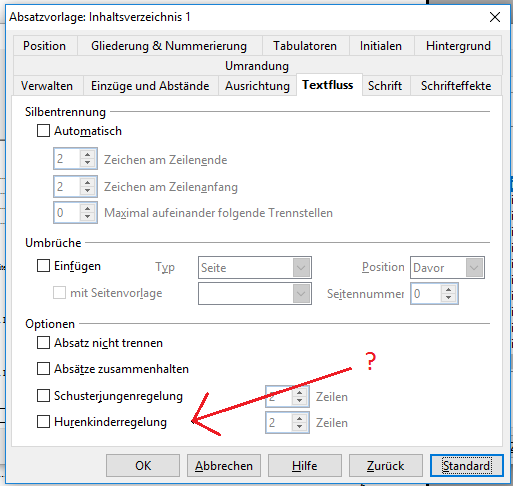 Absatzvorlage: Inhaltsverzeichnis 1
Position Gliederung & Nummerierung Tabulatoren Initialen Hintergrund
Umrandung
Verwalten Einzüge und Abstände Ausrichtung Textfluss Schrift Schrifteffekte
Silbentrennung
Automatisch
2 Zeichen am Zeilenende
2 Zeichen am Zeilenanfang
0 Maximal aufeinander folgende Trennstellen
Umbrüche
Einfügen Typ Seite Position Davor
mit Seitenvorlage Seitennummer 0
Optionen
Absatz nicht trennen
Absätze zusammenhalten
?
Schusterjungenregelung 2 Zeilen
Hurenkinderregelung 2 Zeilen
OK Abbrechen Hilfe Zurück Standard